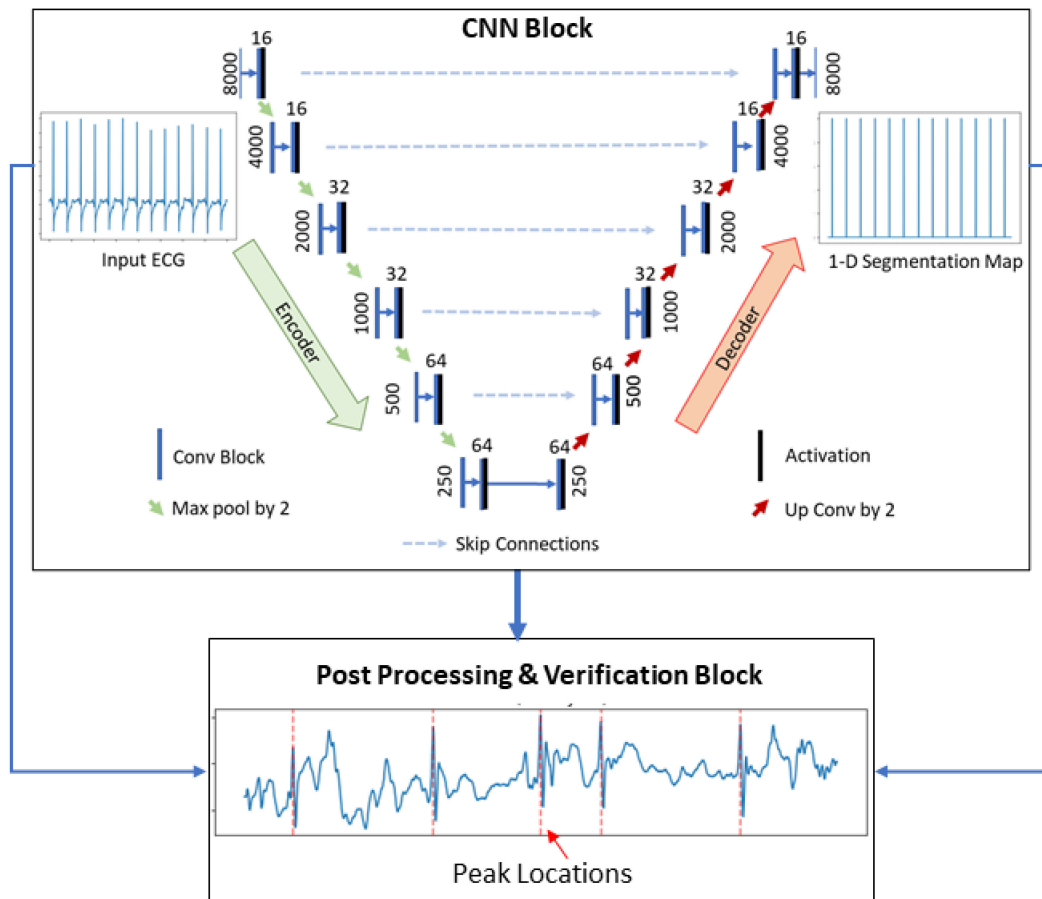 CNN Block
16
8000
16
4000
32
2000
32
1000
64
500
64
250
64
250
64
500
32
1000
32
2000
16
4000
16
8000
Input ECG
1-D Segmentation Map
Encoder
Decoder
Conv Block
Max pool by 2
Activation
Up Conv by 2
Skip Connections
Post Processing & Verification Block
Peak Locations